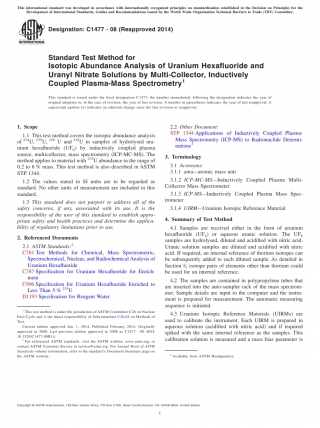 This international standard was developed in accordance with internationally recognized principles on standardization established in the Decision on Principles for the
Development of International Standards, Guides and Recommendations issued by the World Trade Organization Technical Barriers to Trade (TBT) Committee.
Designation: C1477 − 08 (Reapproved 2014)
INTERNATIONAL
Standard Test Method for
Isotopic Abundance Analysis of Uranium Hexafluoride and
Uranyl Nitrate Solutions by Multi-Collector, Inductively
Coupled Plasma-Mass Spectrometry¹
This standard is issued under the fixed designation C1477; the number immediately following the designation indicates the year of
original adoption or, in the case of revision, the year of last revision. A number in parentheses indicates the year of last reapproval. A
superscript epsilon (ε) indicates an editorial change since the last revision or reapproval.
1. Scope
1.1 This test method covers the isotopic abundance analysis
of ²³⁴U, ²³⁵U, ²³⁶U and ²³⁸U in samples of hydrolysed ura-
nium hexafluoride (UF₆) by inductively coupled plasma
source, multicollector, mass spectrometry (ICP-MC-MS). The
method applies to material with ²³⁵U abundance in the range of
0.2 to 6 % mass. This test method is also described in ASTM
STP 1344.
1.2 The values stated in SI units are to be regarded as
standard. No other units of measurement are included in this
standard.
1.3 This standard does not purport to address all of the
safety concerns, if any, associated with its use. It is the
responsibility of the user of this standard to establish appro-
priate safety and health practices and determine the applica-
bility of regulatory limitations prior to use.
2. Referenced Documents
2.1 ASTM Standards:²
C761 Test Methods for Chemical, Mass Spectrometric,
Spectrochemical, Nuclear, and Radiochemical Analysis of
Uranium Hexafluoride
C787 Specification for Uranium Hexafluoride for Enrich-
ment
C996 Specification for Uranium Hexafluoride Enriched to
Less Than 5 % ²³⁵U
D1193 Specification for Reagent Water
¹ This test method is under the jurisdiction of ASTM Committee C26 on Nuclear
Fuel Cycle and is the direct responsibility of Subcommittee C26.05 on Methods of
Test.
Current edition approved Jan. 1, 2014. Published February 2014. Originally
approved in 2000. Last previous edition approved in 2008 as C1477 – 08. DOI:
10.1520/C1477-08R14.
² For referenced ASTM standards, visit the ASTM website, www.astm.org, or
contact ASTM Customer Service at service@astm.org. For Annual Book of ASTM
Standards volume information, refer to the standard's Document Summary page on
the ASTM website.
2.2 Other Document:
STP 1344 Applications of Inductively Coupled Plasma-
Mass Spectrometry (ICP-MS) to Radionuclide Determi-
nations³
3. Terminology
3.1 Acronyms:
3.1.1 amu—atomic mass unit
3.1.2 ICP-MC-MS—Inductively Coupled Plasma Multi-
Collector Mass Spectrometer
3.1.3 ICP-MS—Inductively Coupled Plasma Mass Spec-
trometer
3.1.4 UIRM—Uranium Isotopic Reference Material
4. Summary of Test Method
4.1 Samples are received either in the form of uranium
hexafluoride (UF₆) or aqueous uranic solution. The UF₆
samples are hydrolysed, diluted and acidified with nitric acid.
Uranic solution samples are diluted and acidified with nitric
acid. If required, an internal reference of thorium isotopes can
be subsequently added to each diluted sample. As detailed in
Section 8, isotope pairs of elements other than thorium could
be used for an internal reference.
4.2 The samples are contained in polypropylene tubes that
are inserted into the auto-sampler rack of the mass spectrom-
eter. Sample details are input to the computer and the instru-
ment is prepared for measurement. The automatic measuring
sequence is initiated.
4.3 Uranium Isotopic Reference Materials (UIRMs) are
used to calibrate the instrument. Each UIRM is prepared in
aqueous solution (acidified with nitric acid) and if required
spiked with the same internal reference as the samples. This
calibration solution is measured and a mass bias parameter is
³ Available from ASTM Headquarters.
Copyright © ASTM International, 100 Barr Harbor Drive, PO Box C700, West Conshohocken, PA 19428-2959. United States
1